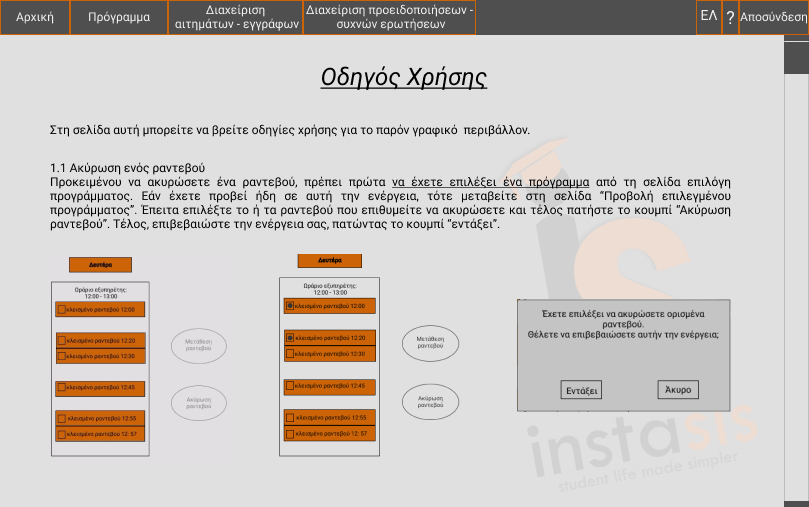 Αρχική
Πρόγραμμα
Διαχείριση
αιτημάτων - εγγράφων
Διαχείριση προειδοποιήσεων -
συχνών ερωτήσεων
ΕΛ
?
Αποσύνδεση
Οδηγός Χρήσης
Στη σελίδα αυτή μπορείτε να βρείτε οδηγίες χρήσης για το παρόν γραφικό περιβάλλον.
1.1 Ακύρωση ενός ραντεβού
Προκειμένου να ακυρώσετε ένα ραντεβού, πρέπει πρώτα να έχετε επιλέξει ένα πρόγραμμα από τη σελίδα επιλόγη
προγράμματος. Εάν έχετε προβεί ήδη σε αυτή την ενέργεια, τότε μεταβείτε στη σελίδα “Προβολή επιλεγμένου
προγράμματος”. Έπειτα επιλέξτε το ή τα ραντεβού που επιθυμείτε να ακυρώσετε και τέλος πατήστε το κουμπί “Ακύρωση
ραντεβού”. Τέλος, επιβεβαιώστε την ενέργεια σας, πατώντας το κουμπί “εντάξει”.
Δευτέρα
Ωράριο εξυπηρέτης:
12:00 - 13:00
κλεισμένο ραντεβού 12:00
κλεισμένο ραντεβού 12:20
κλεισμένο ραντεβού 12:30
κλεισμένο ραντεβού 12:45
κλεισμένο ραντεβού 12:55
κλεισμένο ραντεβού 12: 57
Μετάθεση
ραντεβού
Ακύρωση
ραντεβού
Δευτέρα
Ωράριο εξυπηρέτης:
12:00 - 13:00
κλεισμένο ραντεβού 12:00
κλεισμένο ραντεβού 12:20
κλεισμένο ραντεβού 12:30
κλεισμένο ραντεβού 12:45
κλεισμένο ραντεβού 12:55
κλεισμένο ραντεβού 12: 57
Μετάθεση
ραντεβού
Ακύρωση
ραντεβού
Έχετε επιλέξει να ακυρώσετε ορισμένα
ραντεβού.
Θέλετε να επιβεβαιώσετε αυτήν την ενέργεια;
Εντάξει
Άκυρο
instasis
student life made simpler